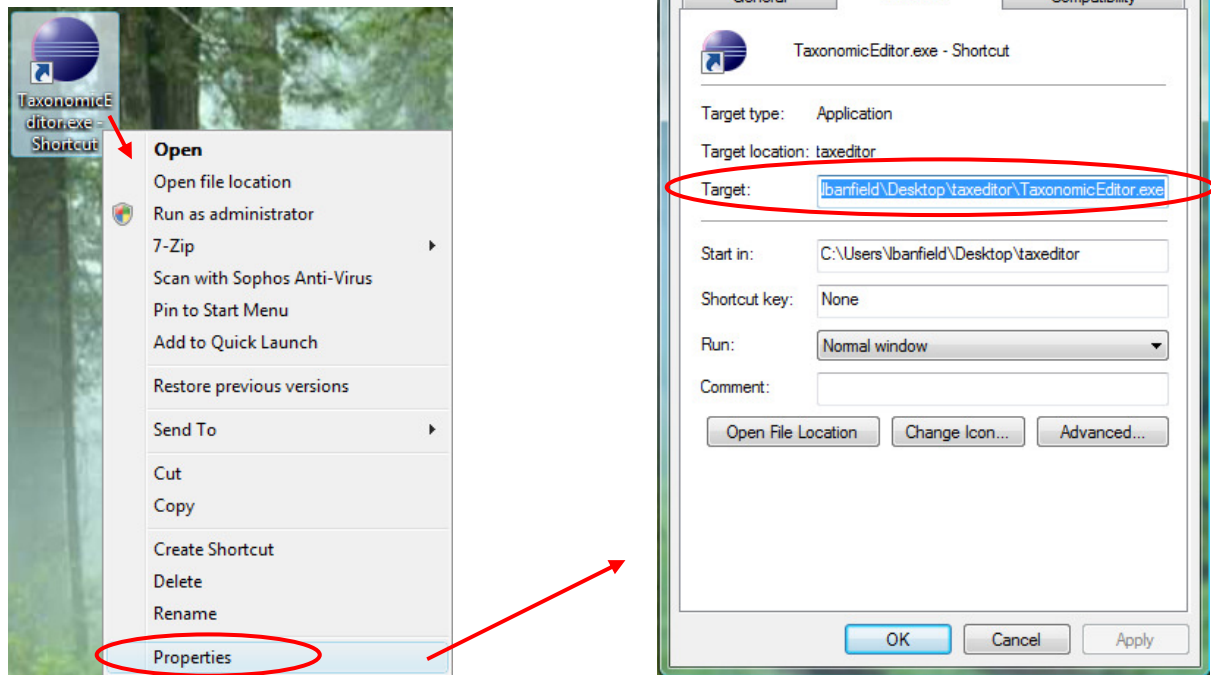 TaxonomicE
ditor.exe -
Shortcut
Open
Open file location
Run as administrator
7-Zip
Scan with Sophos Anti-Virus
Pin to Start Menu
Add to Quick Launch
Restore previous versions
Send To
Cut
Copy
Create Shortcut
Delete
Rename
Properties
General
Compatibility
TaxonomicEditor.exe - Shortcut
Target type: Application
Target location: taxeditor
Target: lbanfield\Desktop\taxeditor\TaxonomicEditor.exe
Start in: C:\Users\lbanfield\Desktop\taxeditor
Shortcut key: None
Run: Normal window
Comment:
Open File Location Change Icon... Advanced...
OK Cancel Apply